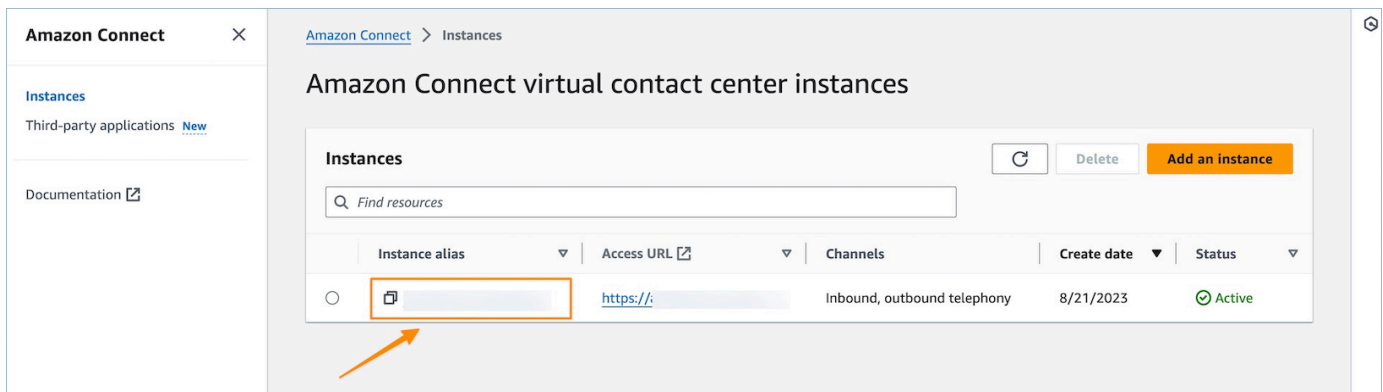 Amazon Connect
Instances
Third-party applications New
Documentation
Amazon Connect > Instances
Amazon Connect virtual contact center instances
Instances
Delete
Add an instance
Find resources
Instance alias
Access URL
Channels
Create date
Status
https://
Inbound, outbound telephony
8/21/2023
Active